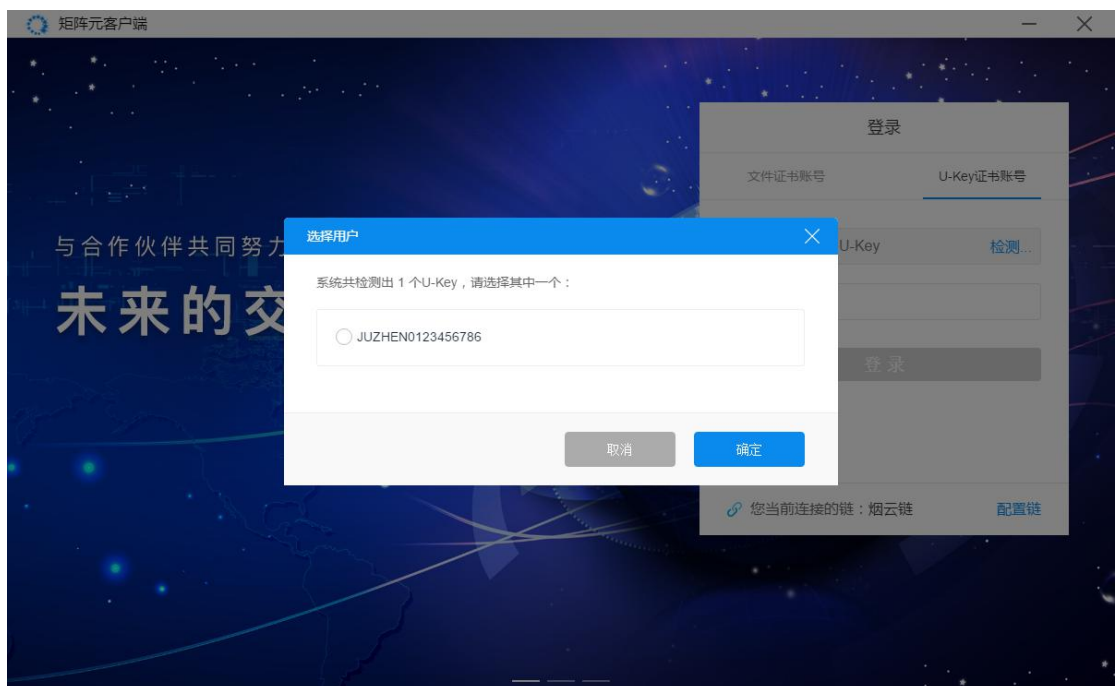 矩阵元客户端
登录
文件证书账号
U-Key证书账号
与合作伙伴共同努力
未来的交
选择用户
系统共检测出 1 个U-Key，请选择其中一个：
JUZHEN0123456786
取消
确定
U-Key
检测...
登录
您当前连接的链：烟云链
配置链